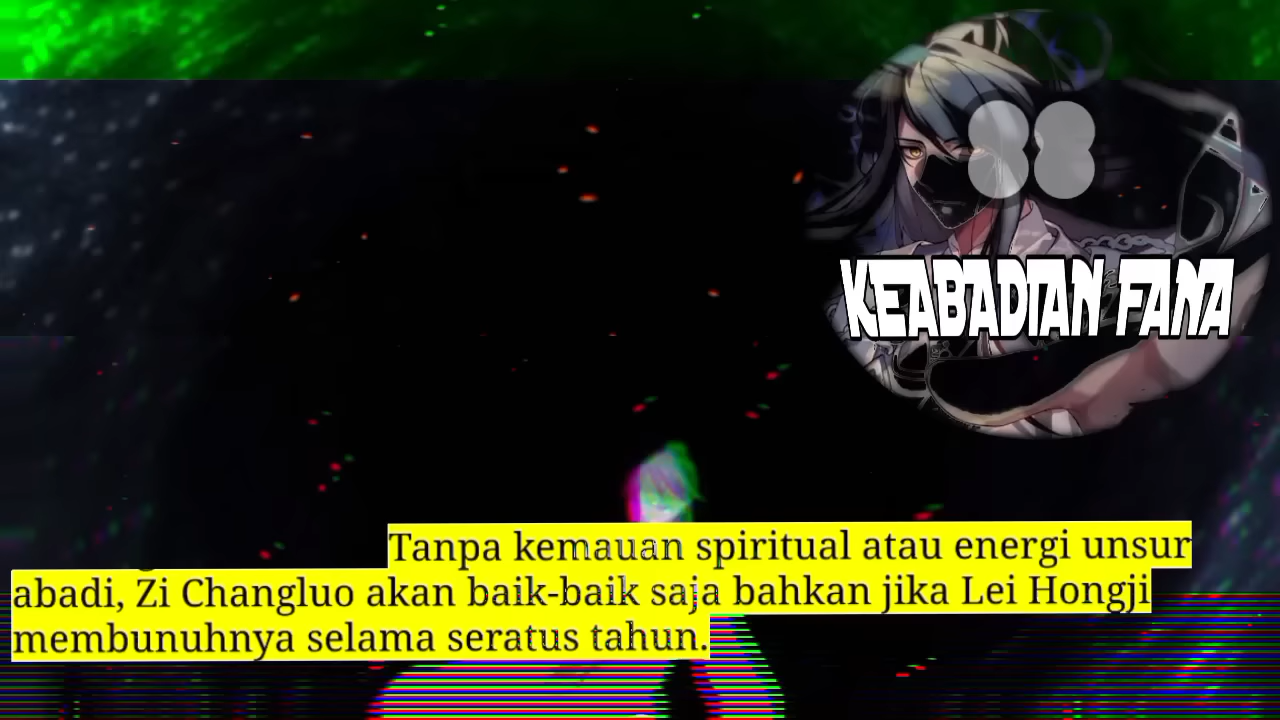 KEABADIAN FANA
Tanpa kemauan spiritual atau energi unsur
abadi, Zi Changluo akan baik-baik saja bahkan jika Lei Hongji
membunuhnya selama seratus tahun.